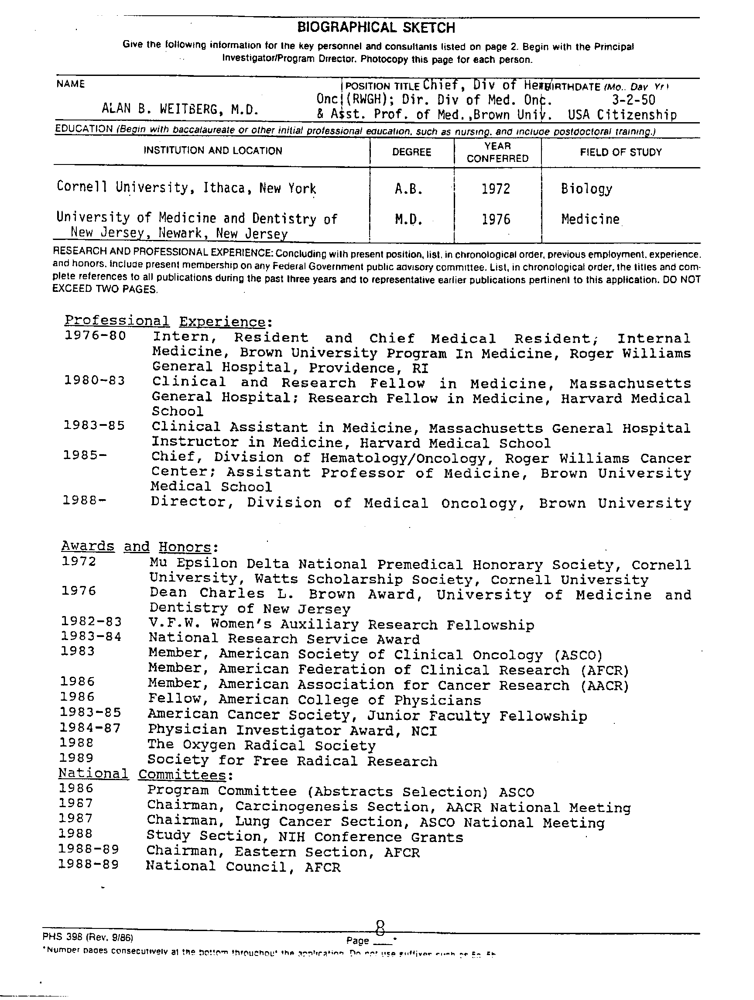 BIOGRAPHICAL SKETCH
Give the following information for the key personnel and consultants listed on page 2. Begin with the Principal
Investigator/Program Director. Photocopy this page for each person.
NAME
POSITION TITLE Chief, Div of Hem BIRTHDATE (Mo., Day Yr)
Onc (RWGH); Dir. Div of Med. Onc. 3-2-50
ALAN B. WEITBERG, M.D. & Asst. Prof. of Med.,Brown Univ. USA Citizenship
EDUCATION (Begin with baccalaureate or other initial professional education, such as nursing, and include postdoctoral training.)
INSTITUTION AND LOCATION DEGREE YEAR CONFERRED FIELD OF STUDY
Cornell University, Ithaca, New York A.B. 1972 Biology
University of Medicine and Dentistry of M.D. 1976 Medicine
New Jersey, Newark, New Jersey
RESEARCH AND PROFESSIONAL EXPERIENCE: Concluding with present position, list, in chronological order, previous employment, experience,
and honors. Include present membership on any Federal Government public advisory committee. List, in chronological order, the titles and com-
plete references to all publications during the past three years and to representative earlier publications pertinent to this application. DO NOT
EXCEED TWO PAGES.
Professional Experience:
1976-80 Intern, Resident and Chief Medical Resident; Internal
Medicine, Brown University Program In Medicine, Roger Williams
General Hospital, Providence, RI
1980-83 Clinical and Research Fellow in Medicine, Massachusetts
General Hospital; Research Fellow in Medicine, Harvard Medical
School
1983-85 Clinical Assistant in Medicine, Massachusetts General Hospital
Instructor in Medicine, Harvard Medical School
1985- Chief, Division of Hematology/Oncology, Roger Williams Cancer
Center; Assistant Professor of Medicine, Brown University
Medical School
1988- Director, Division of Medical Oncology, Brown University
Awards and Honors:
1972 Mu Epsilon Delta National Premedical Honorary Society, Cornell
University, Watts Scholarship Society, Cornell University
1976 Dean Charles L. Brown Award, University of Medicine and
Dentistry of New Jersey
1982-83 V.F.W. Women's Auxiliary Research Fellowship
1983-84 National Research Service Award
1983 Member, American Society of Clinical Oncology (ASCO)
Member, American Federation of Clinical Research (AFCR)
1986 Member, American Association for Cancer Research (AACR)
1986 Fellow, American College of Physicians
1983-85 American Cancer Society, Junior Faculty Fellowship
1984-87 Physician Investigator Award, NCI
1988 The Oxygen Radical Society
1989 Society for Free Radical Research
National Committees:
1986 Program Committee (Abstracts Selection) ASCO
1987 Chairman, Carcinogenesis Section, AACR National Meeting
1987 Chairman, Lung Cancer Section, ASCO National Meeting
1988 Study Section, NIH Conference Grants
1988-89 Chairman, Eastern Section, AFCR
1988-89 National Council, AFCR
8
PHS 398 (Rev. 9/86) Page ___*
*Number pages consecutively at the bottom throughout the application. Do not use suffixes such as 5a, 5b.